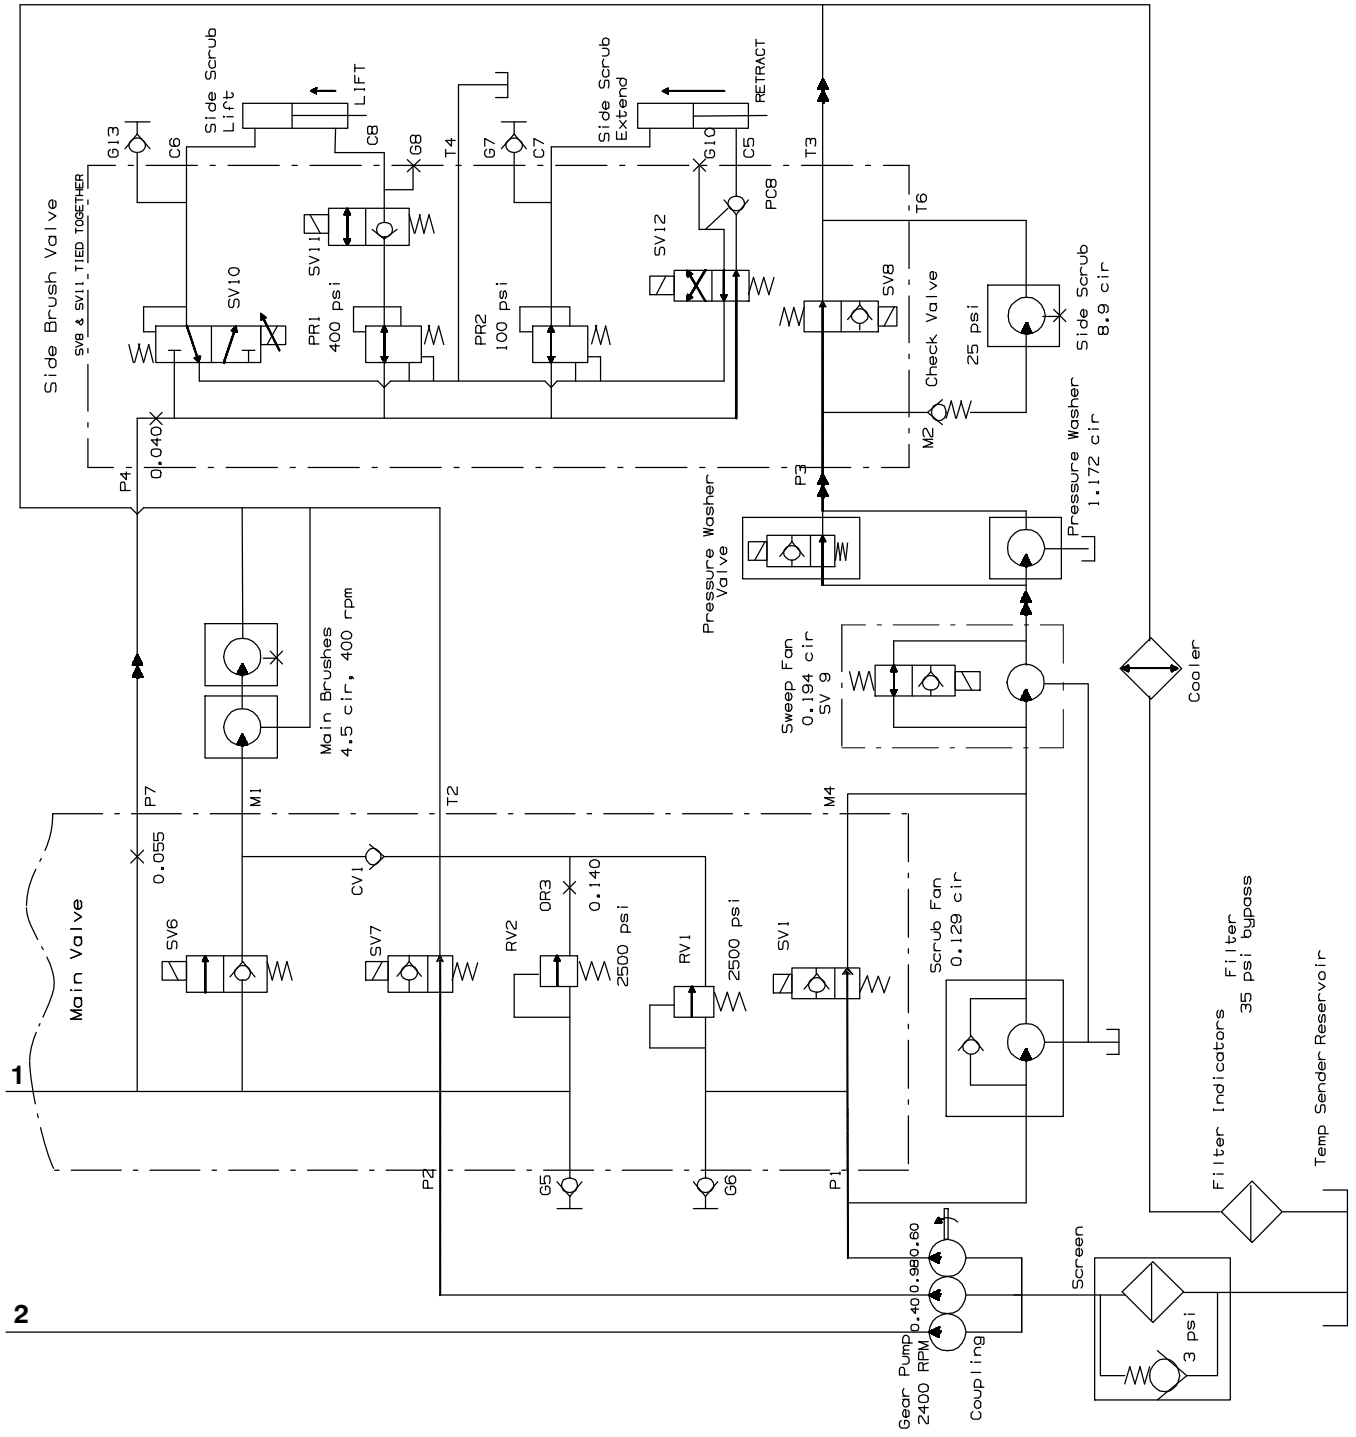 Side Brush Valve
SV8 & SV11 TIED TOGETHER
G13
C6
Side Scrub
Lift
LIFT
C8
G8
T4
G7
C7
Side Scrub
Extend
RETRACT
G10
C5
T3
PC8
T6
SV10
SV11
PR1
400 psi
PR2
100 psi
SV12
SV8
Check Valve
25 psi
M2
Side Scrub
8.9 cir
P4
0.040
P3
Pressure Washer
Valve
Pressure Washer
1.172 cir
Main Brushes
4.5 cir, 400 rpm
Sweep Fan
0.194 cir
SV 9
Cooler
P7
M1
T2
M4
Main Valve
0.055
SV6
CV1
SV7
OR3
0.140
RV2
2500 psi
RV1
2500 psi
SV1
Scrub Fan
0.129 cir
1
P2
G5
G6
P1
2
Gear Pump
2400 RPM
0.40
0.98
0.60
Coupling
Screen
3 psi
Filter Indicators
Filter
35 psi bypass
Temp Sender Reservoir